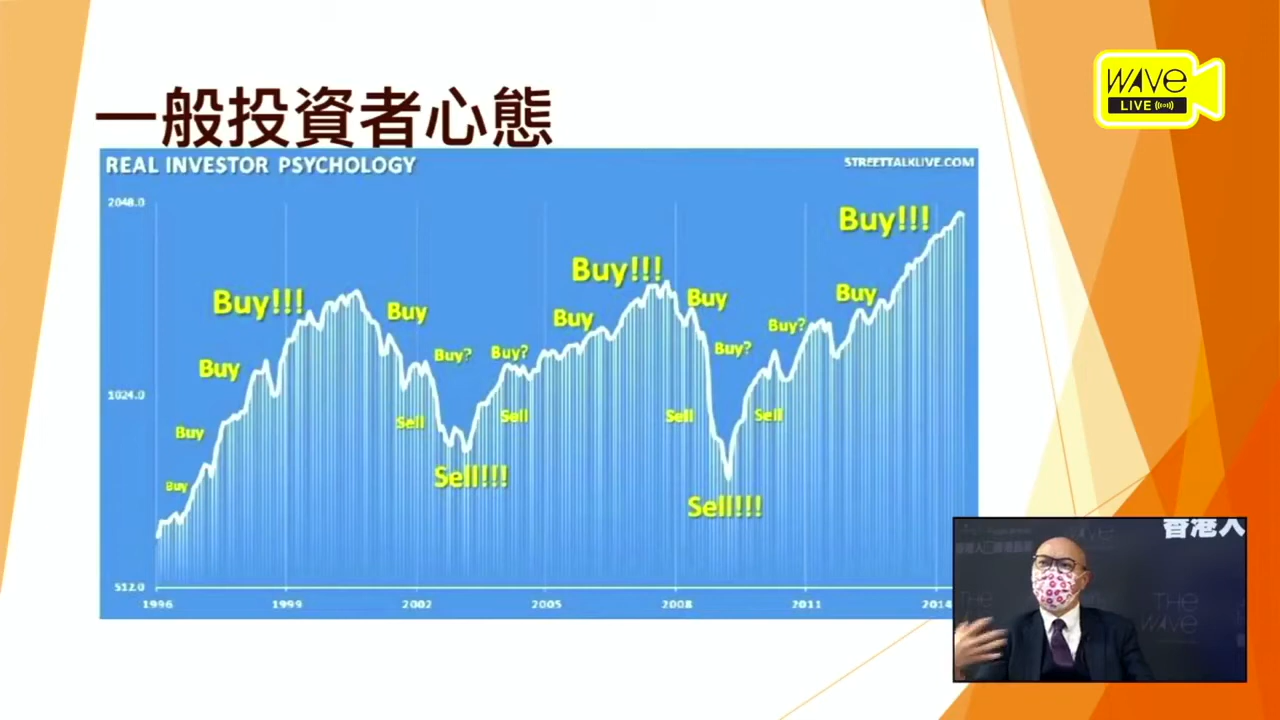 一般投資者心態
WAVE
LIVE
REAL INVESTOR PSYCHOLOGY
STREETTALKLIVE.COM
2048.0
Buy!!!
Buy!!!
Buy!!!
Buy
Buy
Buy
Buy
Buy?
Buy?
Buy?
Buy?
Buy
1024.0
Sell
Sell
Sell
Sell
Buy
Sell!!!
Buy
Sell!!!
512.0
1996
1999
2002
2005
2008
2011
2014
香港人
THE
WAVE